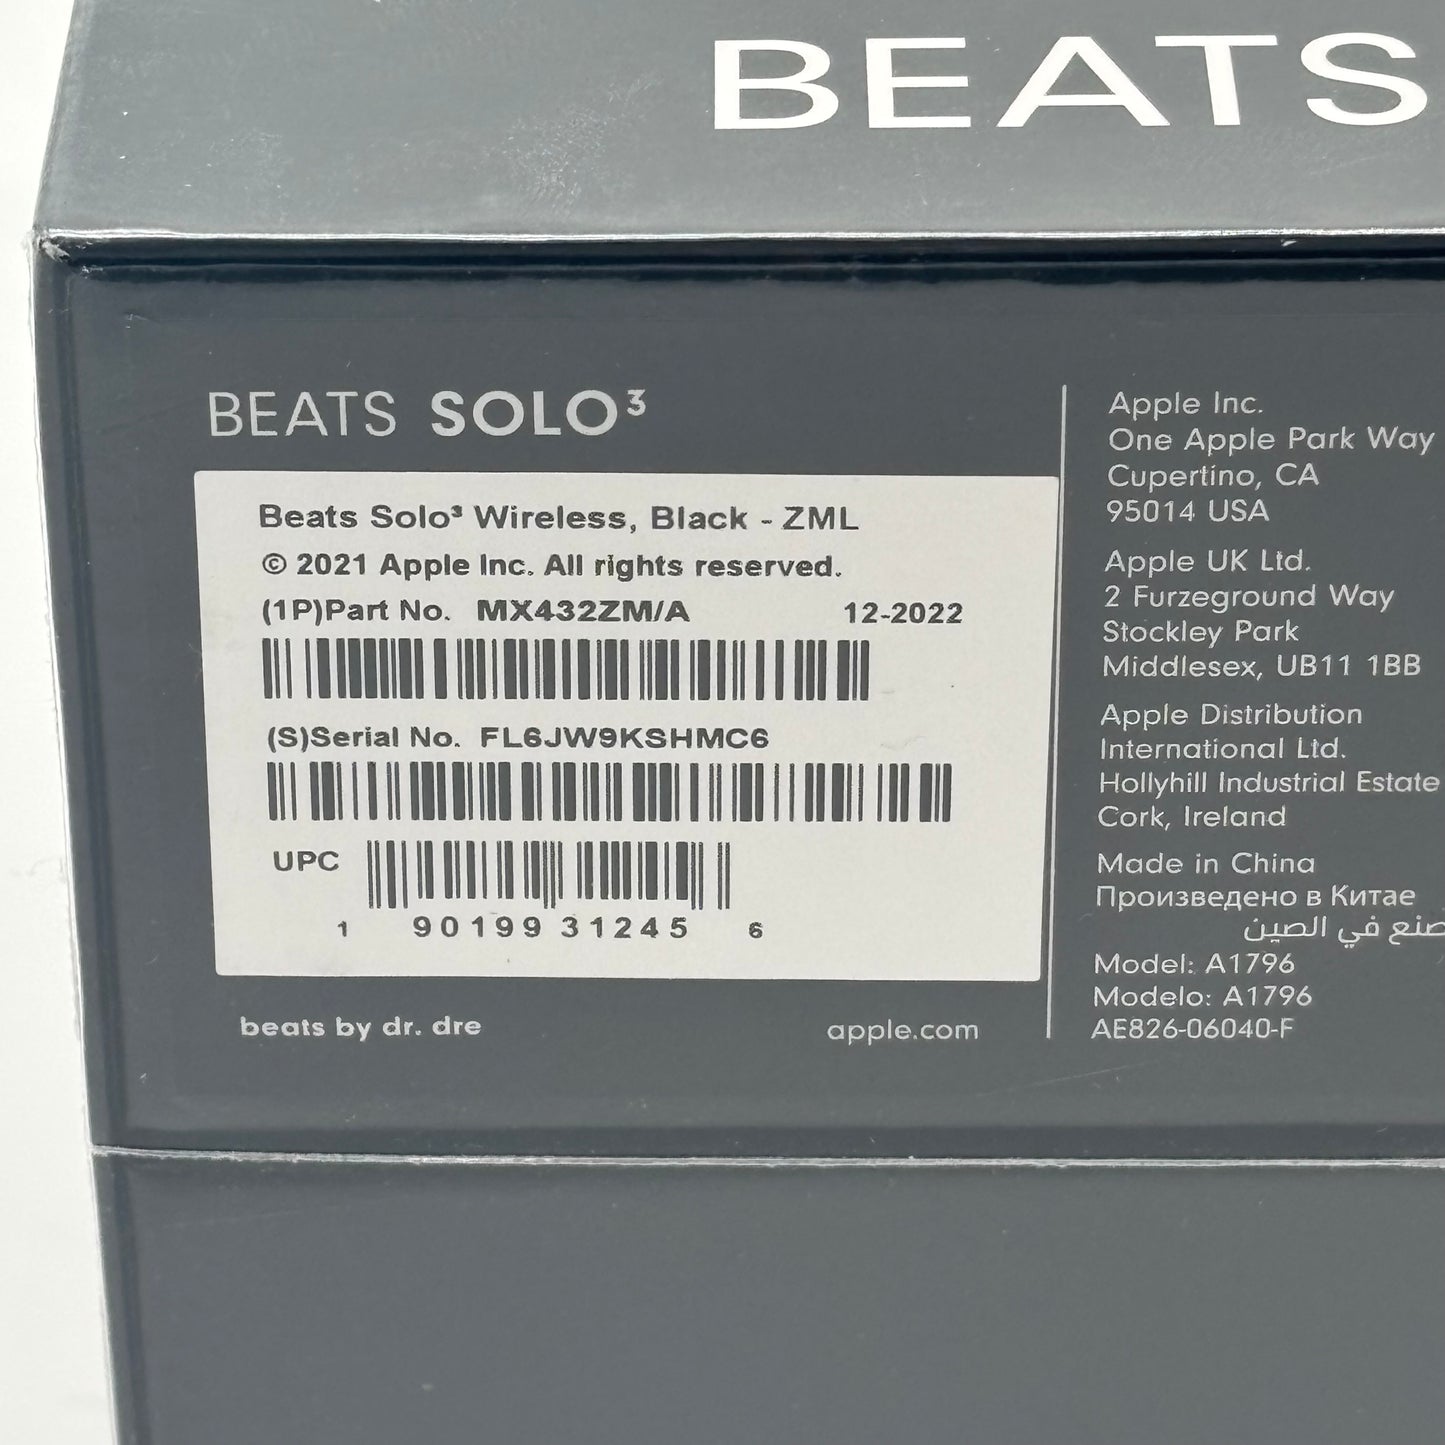 BEATS
BEATS SOLO³
Beats Solo³ Wireless, Black - ZML
© 2021 Apple Inc. All rights reserved.
(1P)Part No. MX432ZM/A 12-2022
(S)Serial No. FL6JW9KSHMC6
UPC
1 90199 31245 6
beats by dr. dre
apple.com
Apple Inc.
One Apple Park Way
Cupertino, CA
95014 USA
Apple UK Ltd.
2 Furzeground Way
Stockley Park
Middlesex, UB11 1BB
Apple Distribution
International Ltd.
Hollyhill Industrial Estate
Cork, Ireland
Made in China
Произведено в Китае
صنع في الصين
Model: A1796
Modelo: A1796
AE826-06040-F